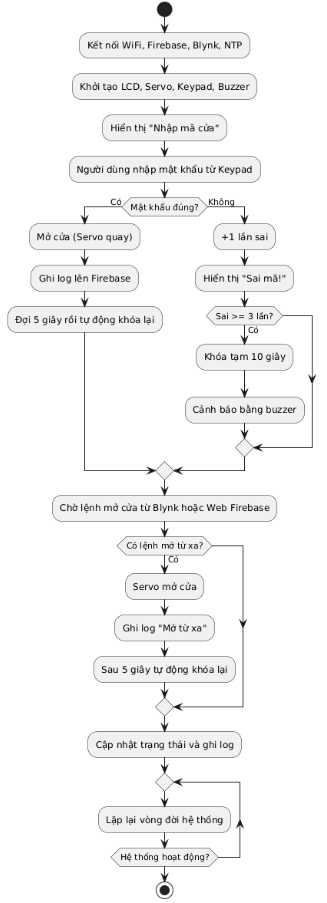 Kết nối WiFi, Firebase, Blynk, NTP
Khởi tạo LCD, Servo, Keypad, Buzzer
Hiển thị "Nhập mã cửa"
Người dùng nhập mật khẩu từ Keypad
Có
Mật khẩu đúng?
Không
Mở cửa (Servo quay)
+1 lần sai
Ghi log lên Firebase
Hiển thị "Sai mã!"
Đợi 5 giây rồi tự động khóa lại
Sai >= 3 lần?
Có
Khóa tạm 10 giây
Cảnh báo bằng buzzer
Chờ lệnh mở cửa từ Blynk hoặc Web Firebase
Có lệnh mở từ xa?
Có
Servo mở cửa
Ghi log "Mở từ xa"
Sau 5 giây tự động khóa lại
Cập nhật trạng thái và ghi log
Lặp lại vòng đời hệ thống
Hệ thống hoạt động?